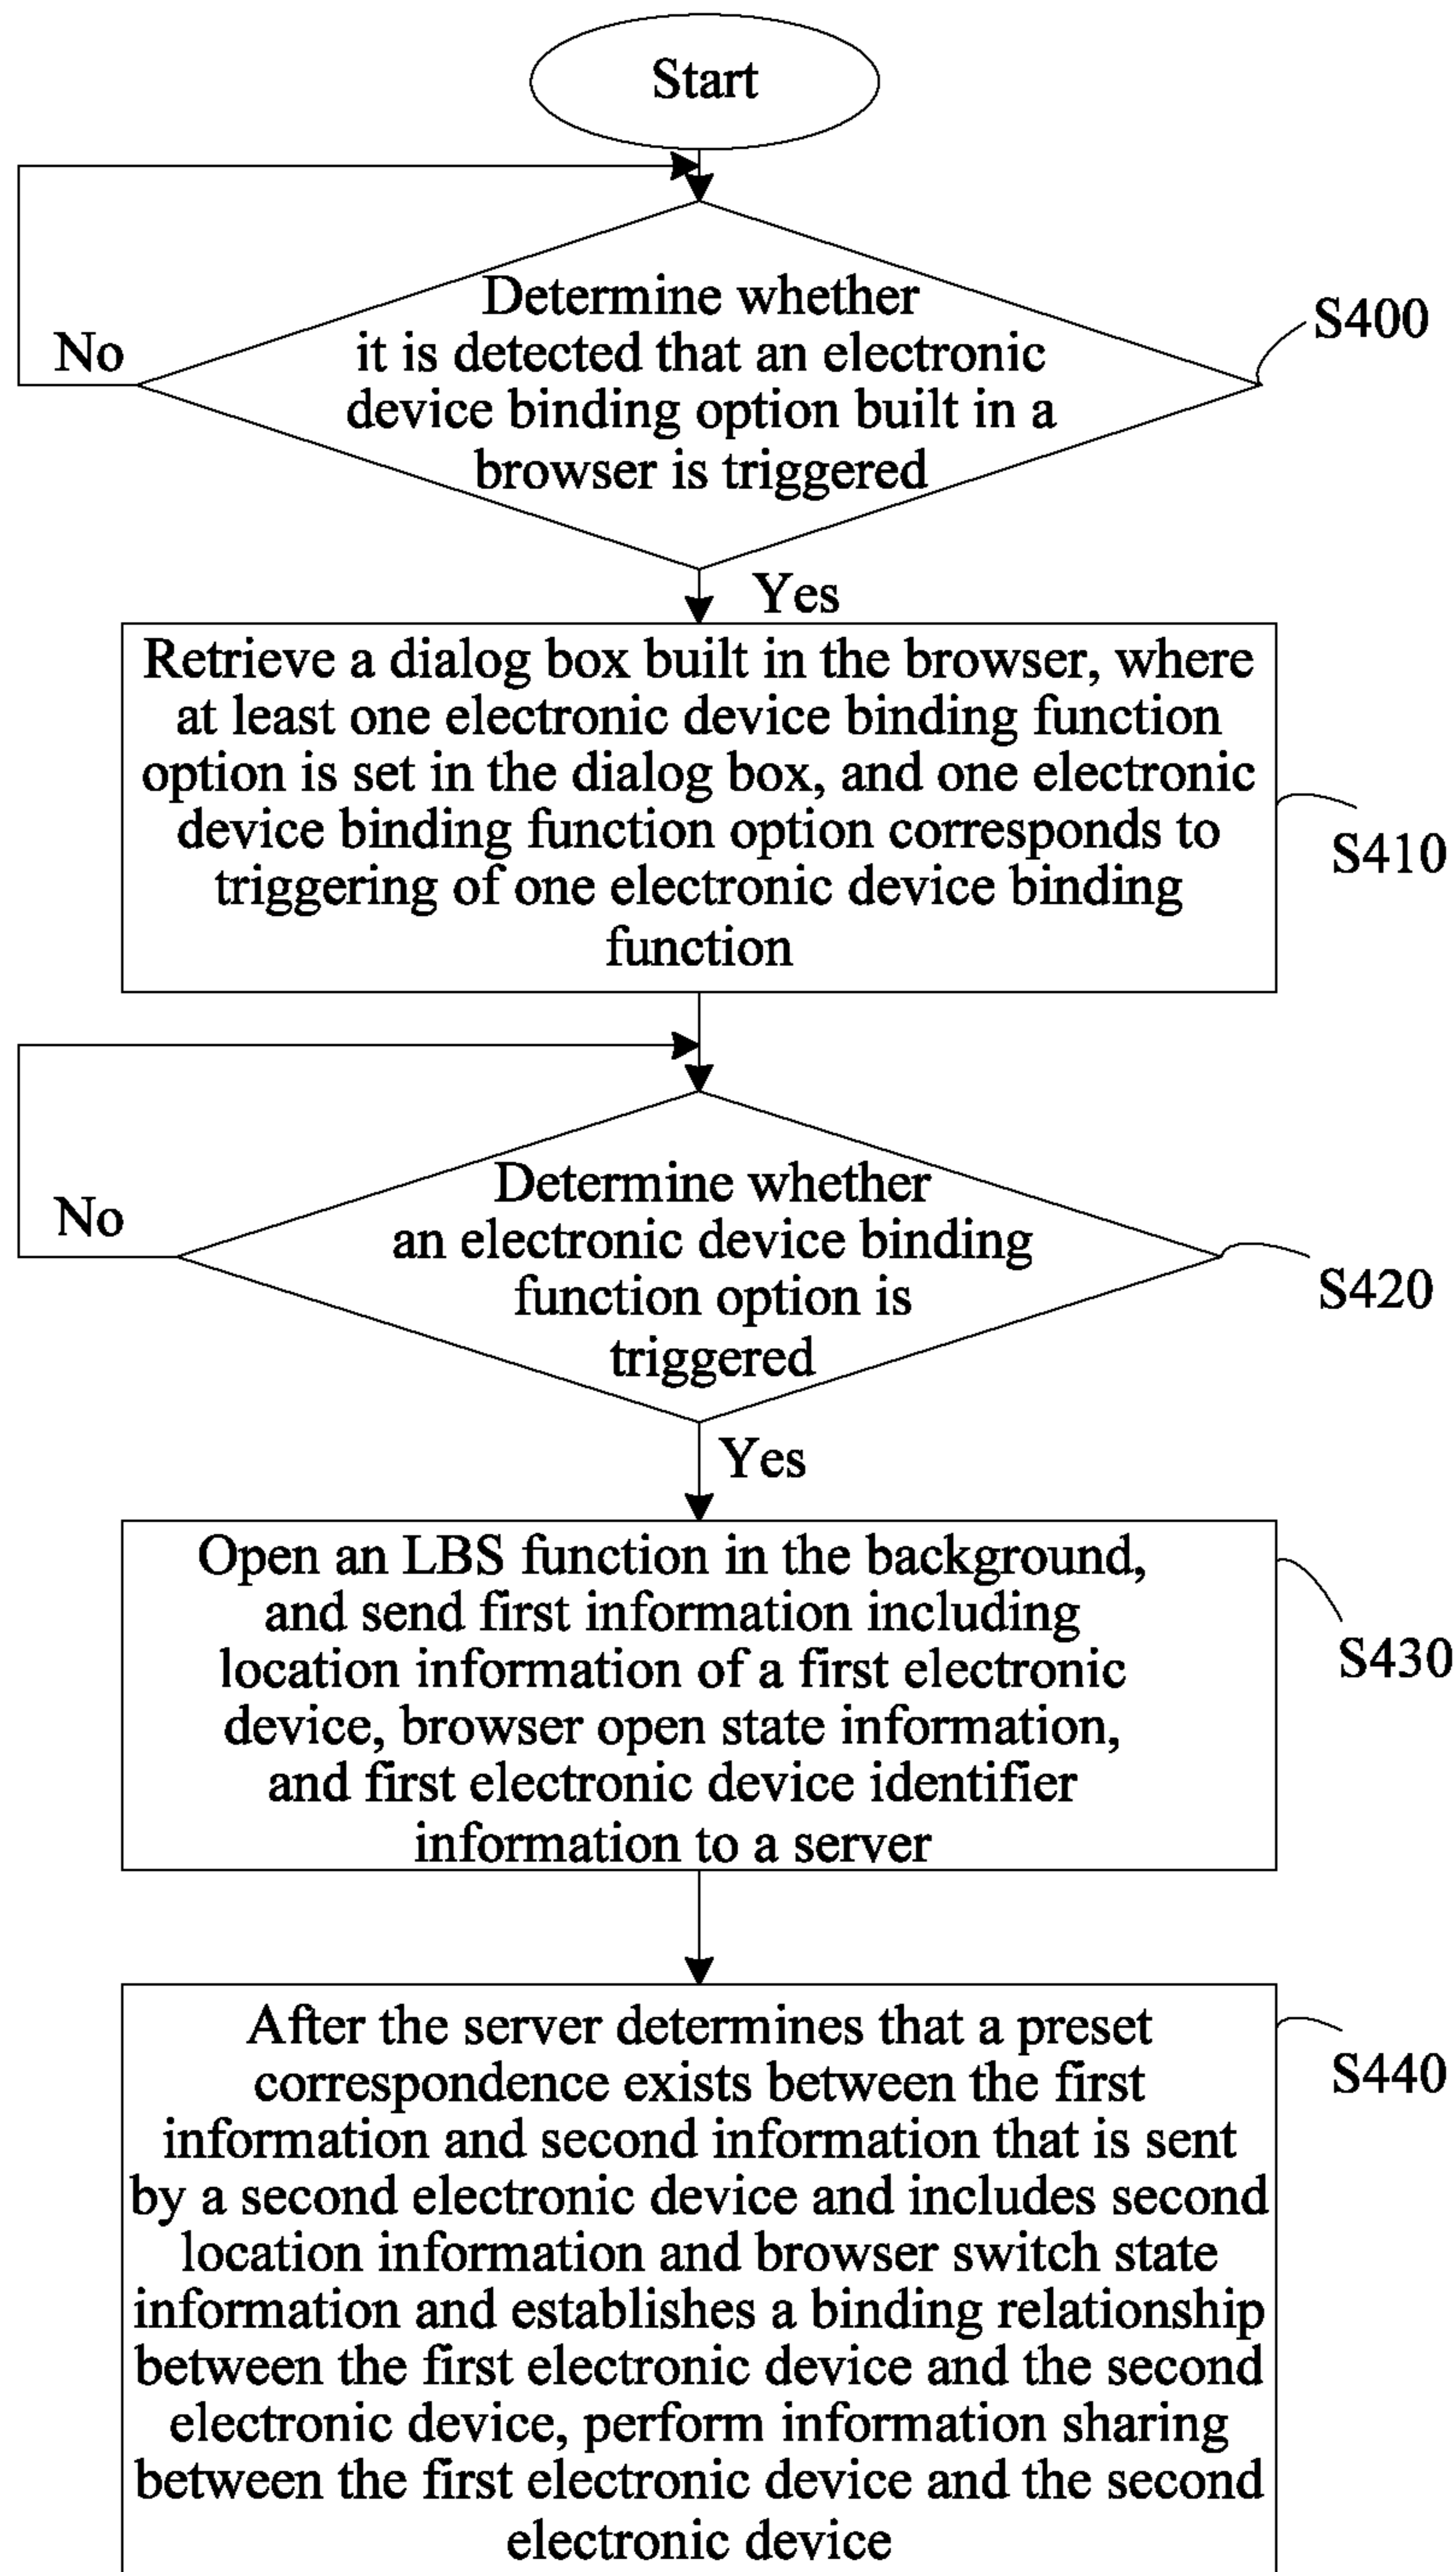 Start
Determine whether
it is detected that an electronic
device binding option built in a
browser is triggered
S400
No
Yes
Retrieve a dialog box built in the browser, where
at least one electronic device binding function
option is set in the dialog box, and one electronic
device binding function option corresponds to
triggering of one electronic device binding
function
S410
Determine whether
an electronic device binding
function option is
triggered
S420
No
Yes
Open an LBS function in the background,
and send first information including
location information of a first electronic
device, browser open state information,
and first electronic device identifier
information to a server
S430
After the server determines that a preset
correspondence exists between the first
information and second information that is sent
by a second electronic device and includes second
location information and browser switch state
information and establishes a binding relationship
between the first electronic device and the second
electronic device, perform information sharing
between the first electronic device and the second
electronic device
S440